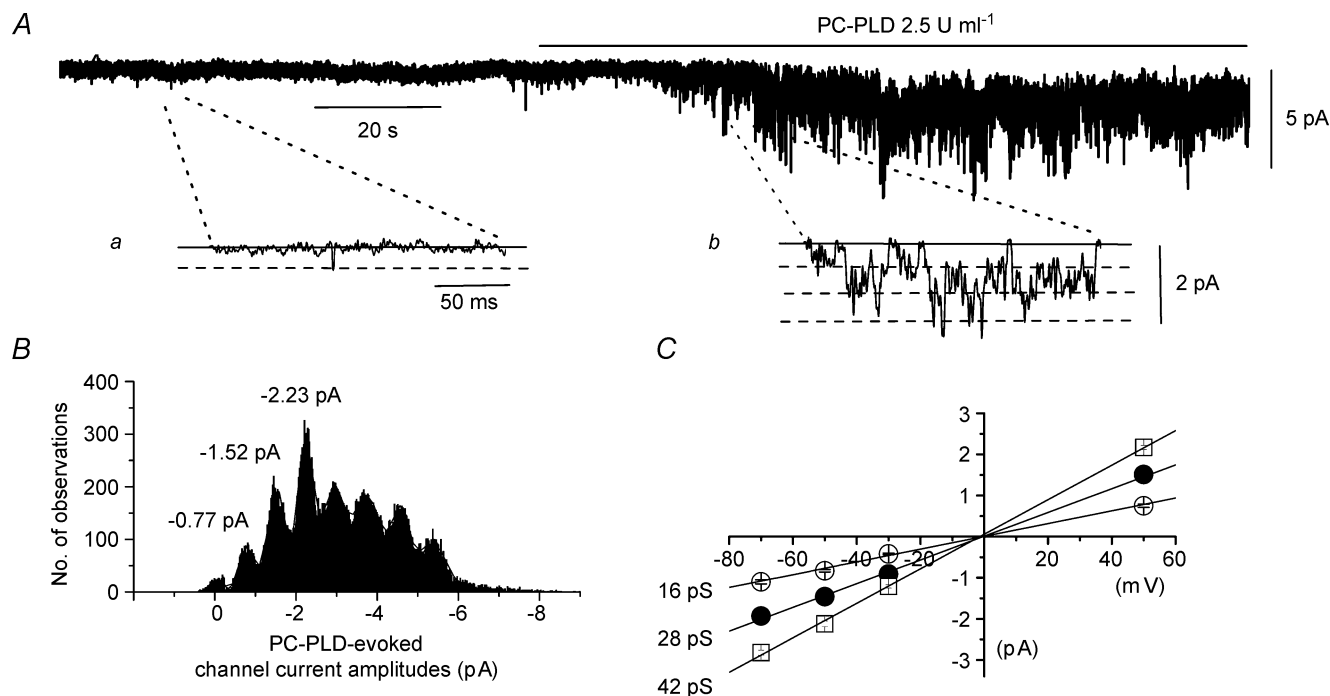 A
PC-PLD 2.5 U ml-1
20 s
5 pA
a
50 ms
b
2 pA
B
No. of observations
400
300
200
100
0
-2.23 pA
-1.52 pA
-0.77 pA
0 -2 -4 -6 -8
PC-PLD-evoked
channel current amplitudes (pA)
C
3
2
1
-80 -60 -40 -20 20 40 60
(mV)
-1
-2
-3
(pA)
16 pS
28 pS
42 pS